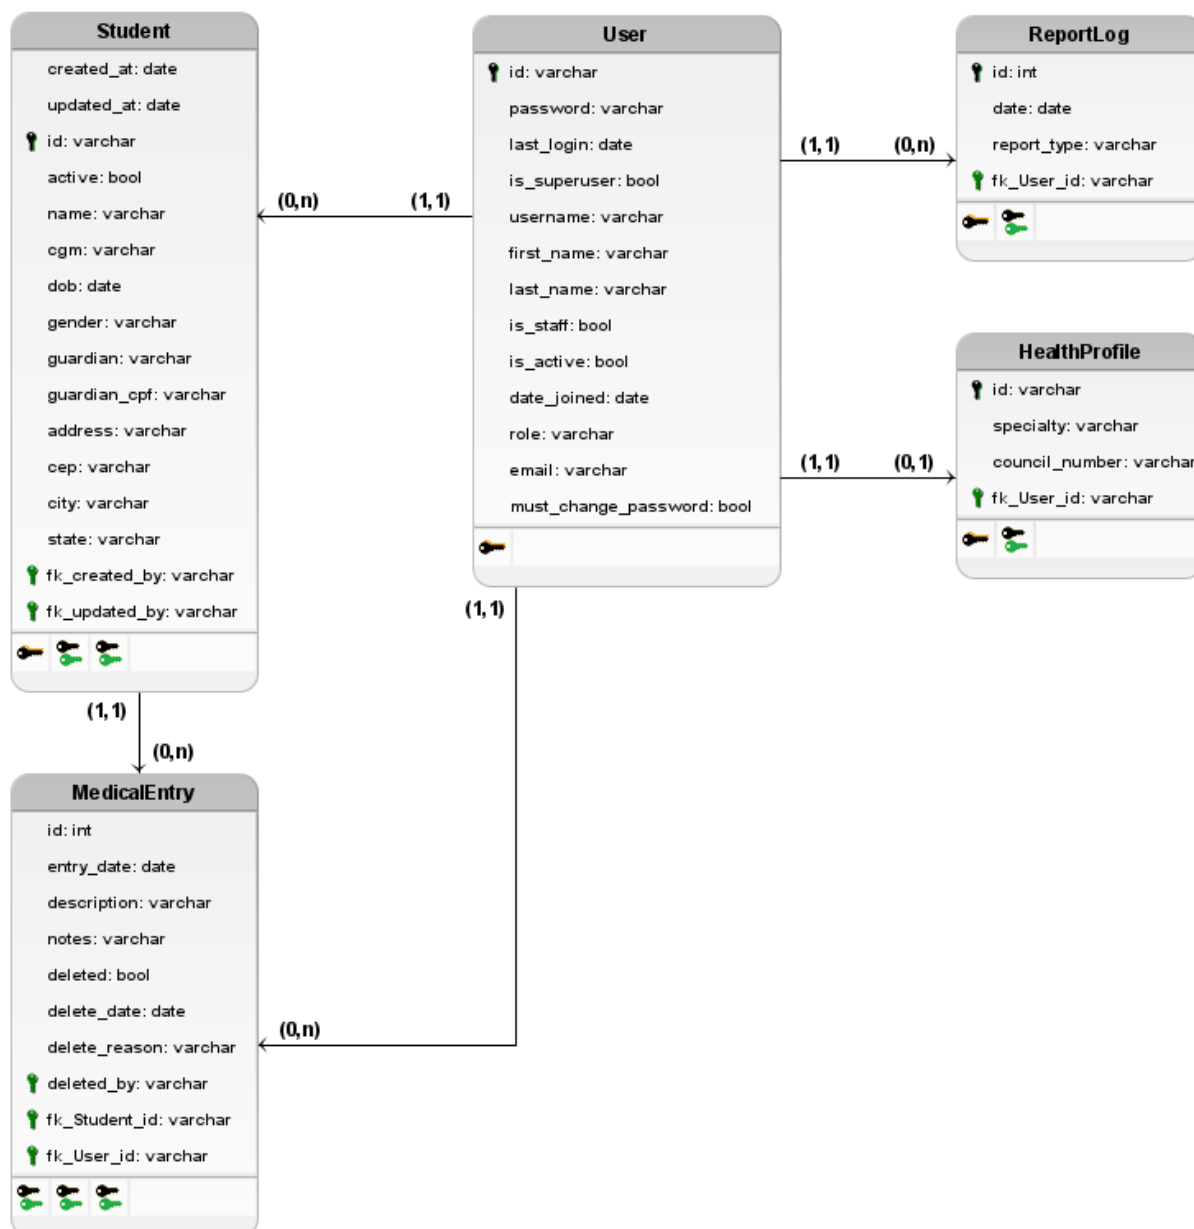 Student
created_at: date
updated_at: date
id: varchar
active: bool
name: varchar
cgm: varchar
dob: date
gender: varchar
guardian: varchar
guardian_cpf: varchar
address: varchar
cep: varchar
city: varchar
state: varchar
fk_created_by: varchar
fk_updated_by: varchar
(0,n)
(1,1)
User
id: varchar
password: varchar
last_login: date
is_superuser: bool
username: varchar
first_name: varchar
last_name: varchar
is_staff: bool
is_active: bool
date_joined: date
role: varchar
email: varchar
must_change_password: bool
(1,1)
(0,n)
ReportLog
id: int
date: date
report_type: varchar
fk_User_id: varchar
(1,1)
(0,1)
HealthProfile
id: varchar
specialty: varchar
council_number: varchar
fk_User_id: varchar
(1,1)
(1,1)
(0,n)
MedicalEntry
id: int
entry_date: date
description: varchar
notes: varchar
deleted: bool
delete_date: date
delete_reason: varchar
deleted_by: varchar
fk_Student_id: varchar
fk_User_id: varchar
(0,n)